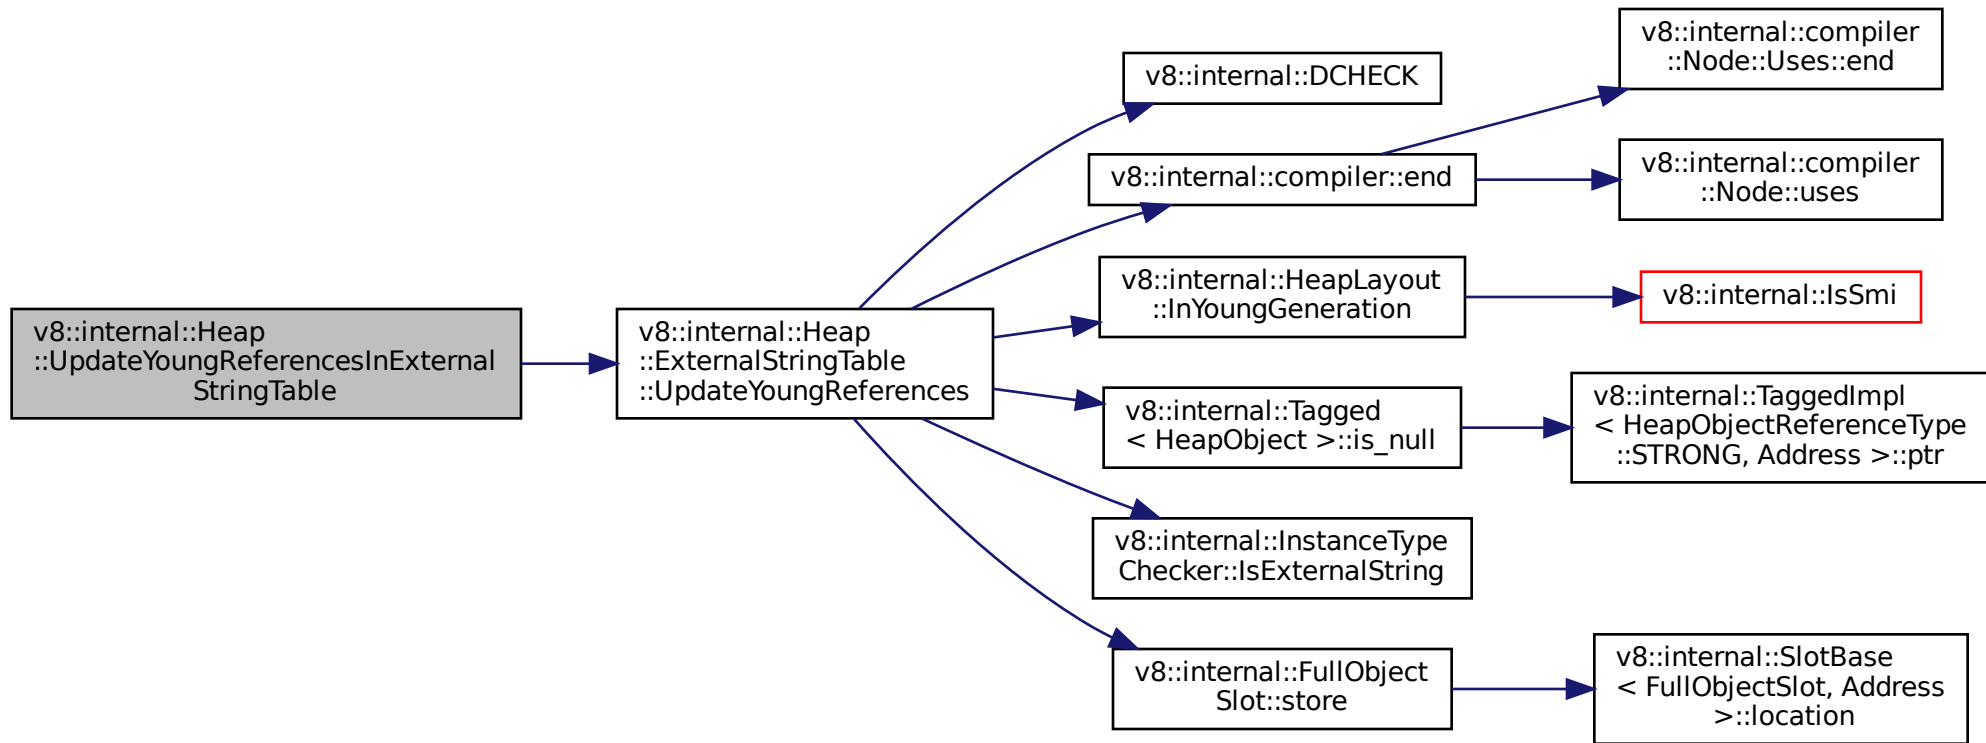 v8::internal::Heap
::UpdateYoungReferencesInExternal
StringTable
v8::internal::Heap
::ExternalStringTable
::UpdateYoungReferences
v8::internal::DCHECK
v8::internal::compiler::end
v8::internal::compiler
::Node::Uses::end
v8::internal::compiler
::Node::uses
v8::internal::HeapLayout
::InYoungGeneration
v8::internal::IsSmi
v8::internal::Tagged
< HeapObject >::is_null
v8::internal::TaggedImpl
< HeapObjectReferenceType
::STRONG, Address >::ptr
v8::internal::InstanceType
Checker::IsExternalString
v8::internal::FullObject
Slot::store
v8::internal::SlotBase
< FullObjectSlot, Address
>::location